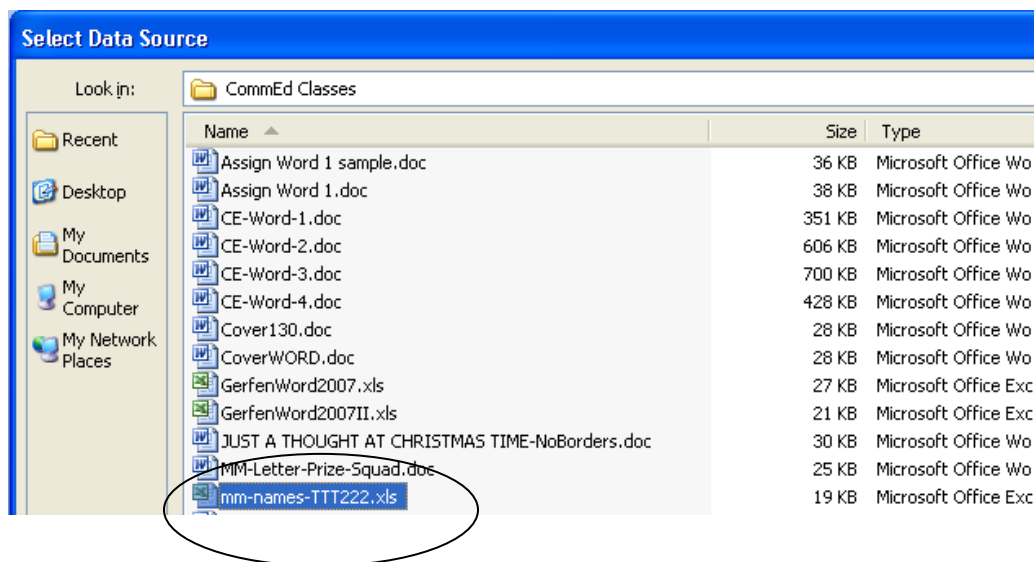 Select Data Source
Look in:
CommEd Classes
Recent
Desktop
My
Documents
My
Computer
My Network
Places
Name Size Type
Assign Word 1 sample.doc 36 KB Microsoft Office Wo
Assign Word 1.doc 38 KB Microsoft Office Wo
CE-Word-1.doc 351 KB Microsoft Office Wo
CE-Word-2.doc 606 KB Microsoft Office Wo
CE-Word-3.doc 700 KB Microsoft Office Wo
CE-Word-4.doc 428 KB Microsoft Office Wo
Cover130.doc 28 KB Microsoft Office Wo
CoverWORD.doc 28 KB Microsoft Office Wo
GerfenWord2007.xls 27 KB Microsoft Office Exc
GerfenWord2007II.xls 21 KB Microsoft Office Exc
JUST A THOUGHT AT CHRISTMAS TIME-NoBorders.doc 30 KB Microsoft Office Wo
MM-Letter-Prize-Squad.doc 25 KB Microsoft Office Wo
mm-names-TTT222.xls 19 KB Microsoft Office Exc